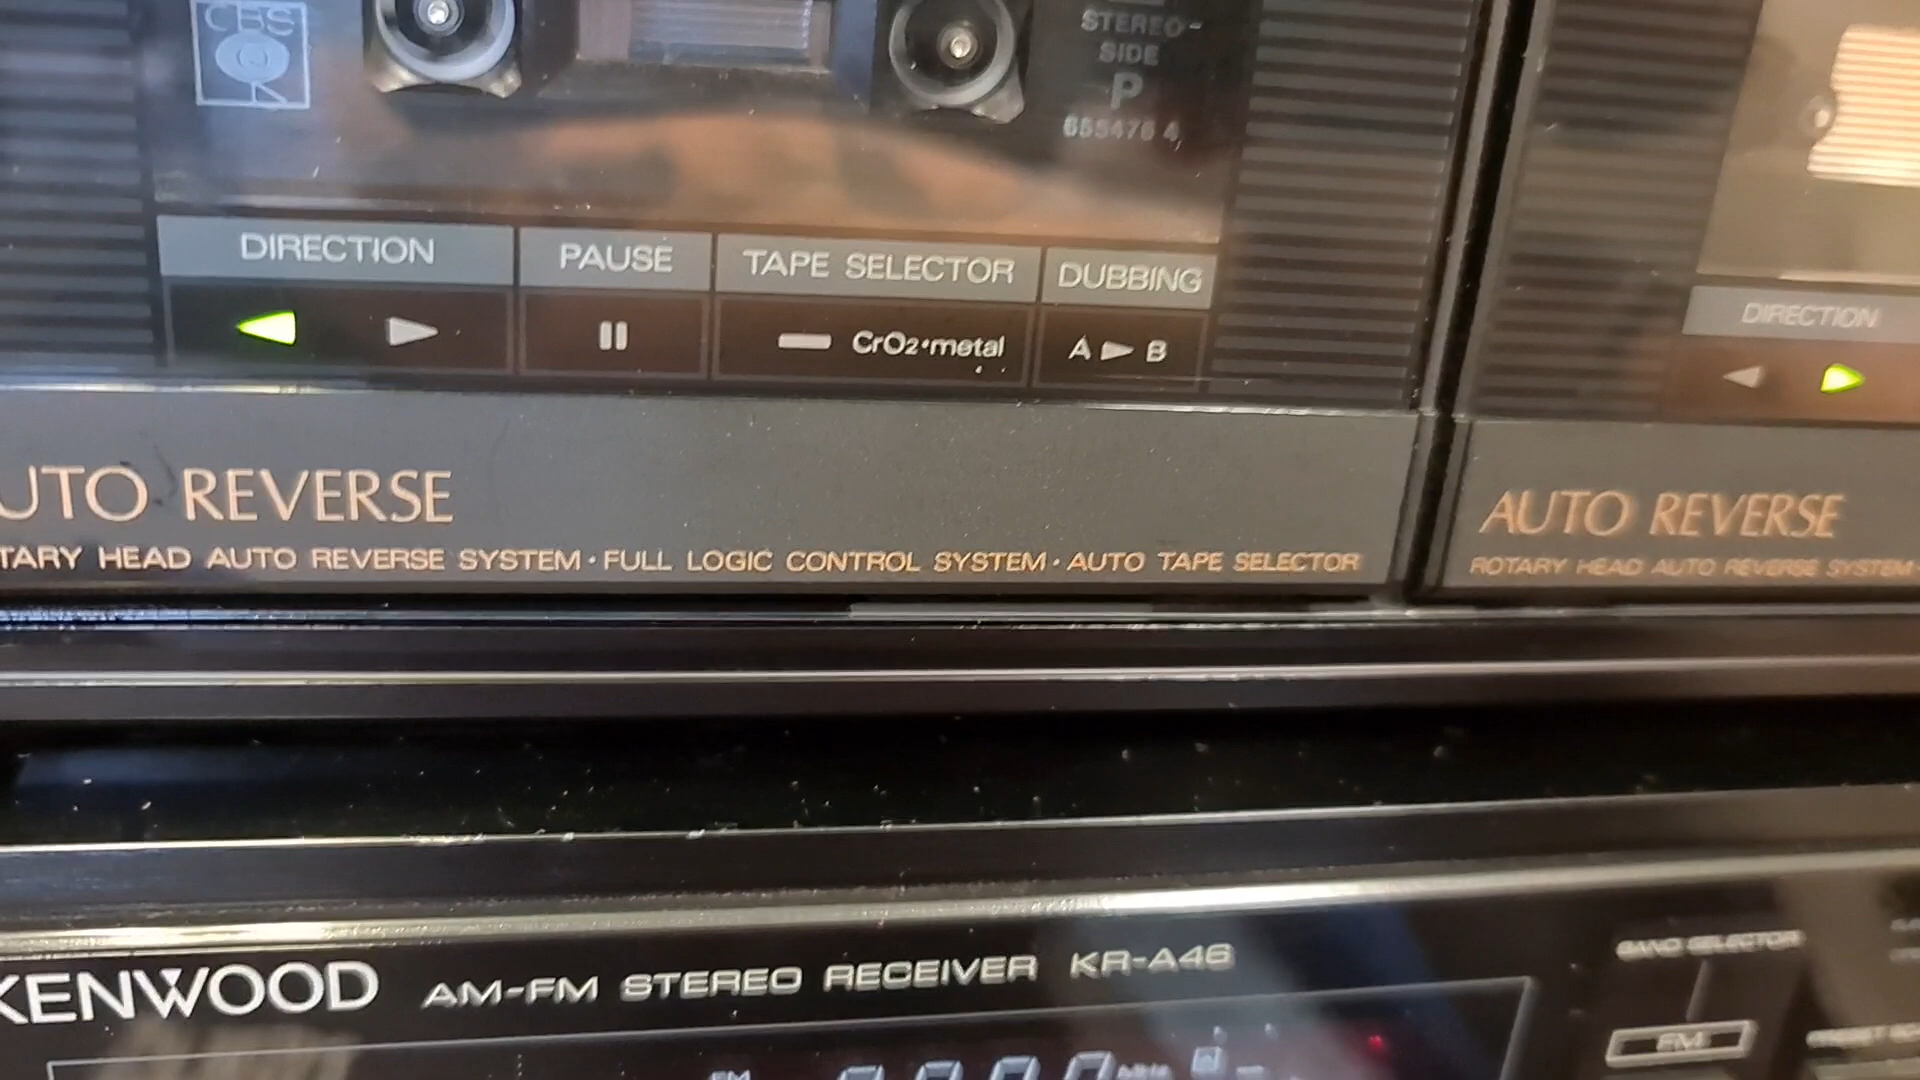 CBS
STEREO-
SIDE
P
655476 4
DIRECTION PAUSE TAPE SELECTOR DUBBING
CrO2•metal A B
DIRECTION
UTO REVERSE
TARY HEAD AUTO REVERSE SYSTEM • FULL LOGIC CONTROL SYSTEM • AUTO TAPE SELECTOR
AUTO REVERSE
ROTARY HEAD AUTO REVERSE SYSTEM
KENWOOD AM-FM STEREO RECEIVER KR-A46
BAND SELECTOR
FM
FM MHz